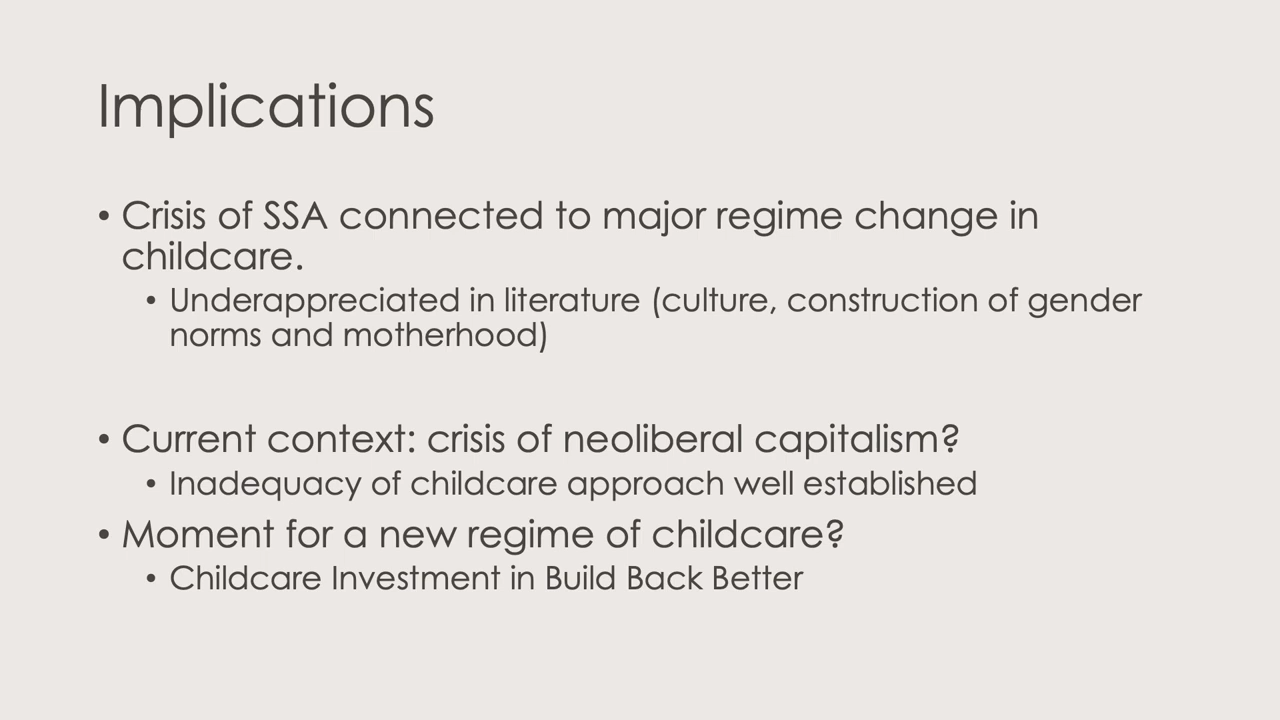 Implications
• Crisis of SSA connected to major regime change in
childcare.
• Underappreciated in literature (culture, construction of gender
norms and motherhood)
• Current context: crisis of neoliberal capitalism?
• Inadequacy of childcare approach well established
• Moment for a new regime of childcare?
• Childcare Investment in Build Back Better